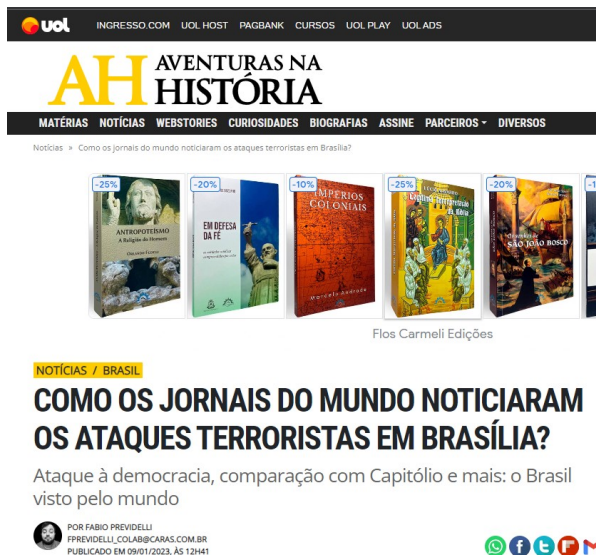 uol
INGRESSO.COM UOL HOST PAGBANK CURSOS UOL PLAY UOL ADS
AH AVENTURAS NA
HISTÓRIA
MATÉRIAS NOTÍCIAS WEBSTORIES CURIOSIDADES BIOGRAFIAS ASSINE PARCEIROS DIVERSOS
Notícias » Como os jornais do mundo noticiaram os ataques terroristas em Brasília?
-25% -20% -10% -25% -20%
ANTROPOTEÍSMO
A Religião do Homem
EM DEFESA
DA FÉ
IMPÉRIOS
COLONIAIS
Marcelo Andrade
SÃO JOÃO BOSCO
Flos Carmeli Edições
NOTÍCIAS / BRASIL
COMO OS JORNAIS DO MUNDO NOTICIARAM
OS ATAQUES TERRORISTAS EM BRASÍLIA?
Ataque à democracia, comparação com Capitólio e mais: o Brasil
visto pelo mundo
POR FABIO PREVIDELLI
FPREVIDELLI_COLAB@CARAS.COM.BR
PUBLICADO EM 09/01/2023, ÀS 12H41